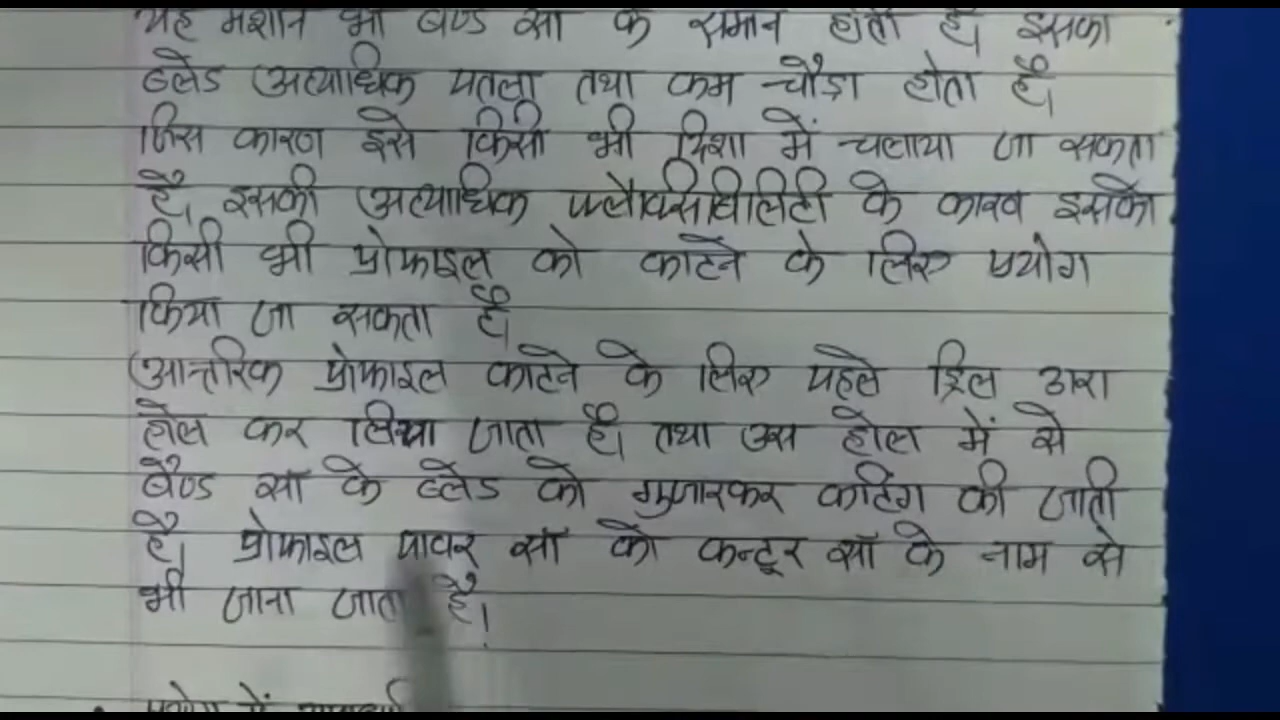 यह मशीन भी बैण्ड सॉ के समान होती है। इसका
ब्लेड अत्याधिक पतला तथा कम चौड़ा होता है।
जिस कारण इसे किसी भी दिशा में चलाया जा सकता
है। इसकी अत्याधिक फ्लैक्सिबिलिटी के कारण इसको
किसी भी प्रोफाइल को काटने के लिए प्रयोग
किया जा सकता है।
आन्तरिक प्रोफाइल काटने के लिए पहले ड्रिल द्वारा
होल कर लिया जाता है। तथा उस होल में से
बैण्ड सॉ के ब्लेड को गुजारकर कटिंग की जाती
है। प्रोफाइल पावर सॉ को कन्टूर सॉ के नाम से
भी जाना जाता है।